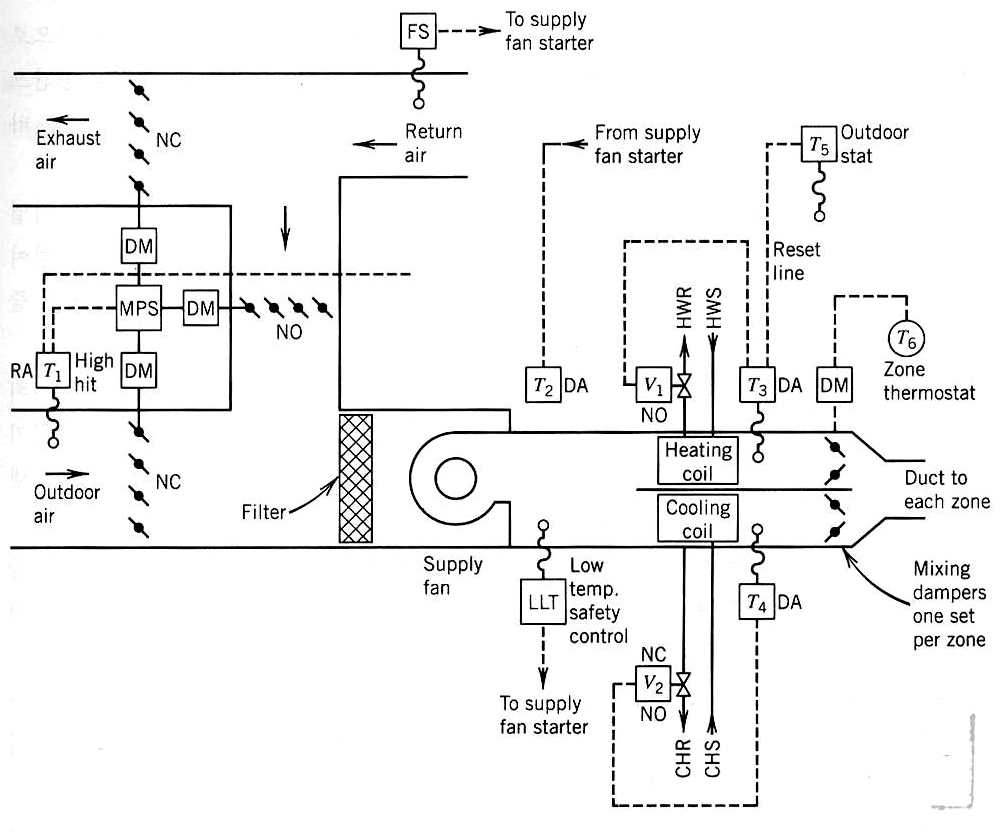 FS
To supply
fan starter
Exhaust
air
NC
Return
air
From supply
fan starter
T5
Outdoor
stat
DM
Reset
line
MPS
DM
NO
HWR
HWS
T6
Zone
thermostat
RA
T1
High
hit
DM
T2
DA
V1
NO
T3
DA
DM
Heating
coil
Outdoor
air
NC
Filter
Cooling
coil
Duct to
each zone
Supply
fan
LLT
Low
temp.
safety
control
T4
DA
Mixing
dampers
one set
per zone
To supply
fan starter
NC
V2
NO
CHR
CHS